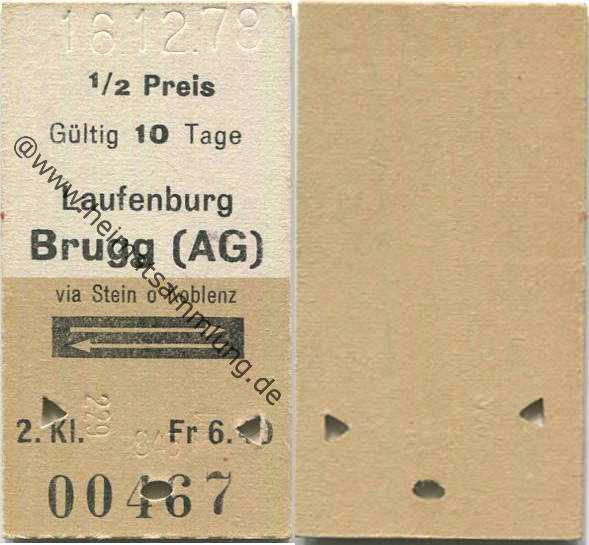 16.12.78
1/2 Preis
Gültig 10 Tage
Laufenburg
Brugg (AG)
via Stein o Koblenz
229
2. Kl. Fr 6.40
00467
@www.heimatsammlung.de